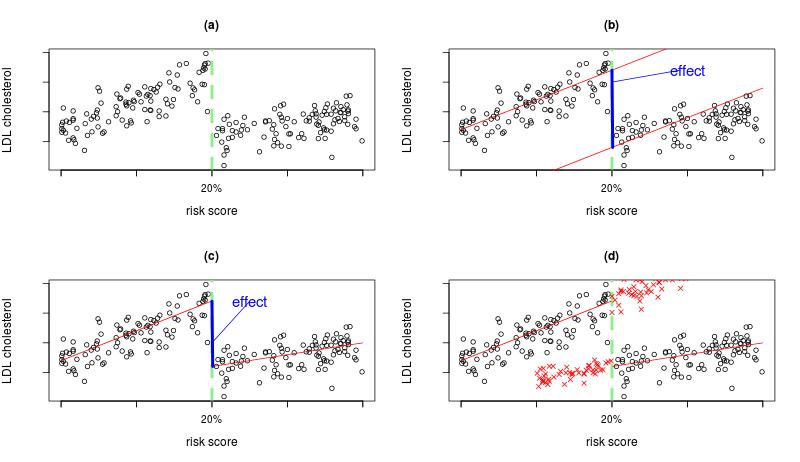 (a)
LDL cholesterol
20%
risk score
(b)
LDL cholesterol
effect
20%
risk score
(c)
LDL cholesterol
effect
20%
risk score
(d)
LDL cholesterol
20%
risk score